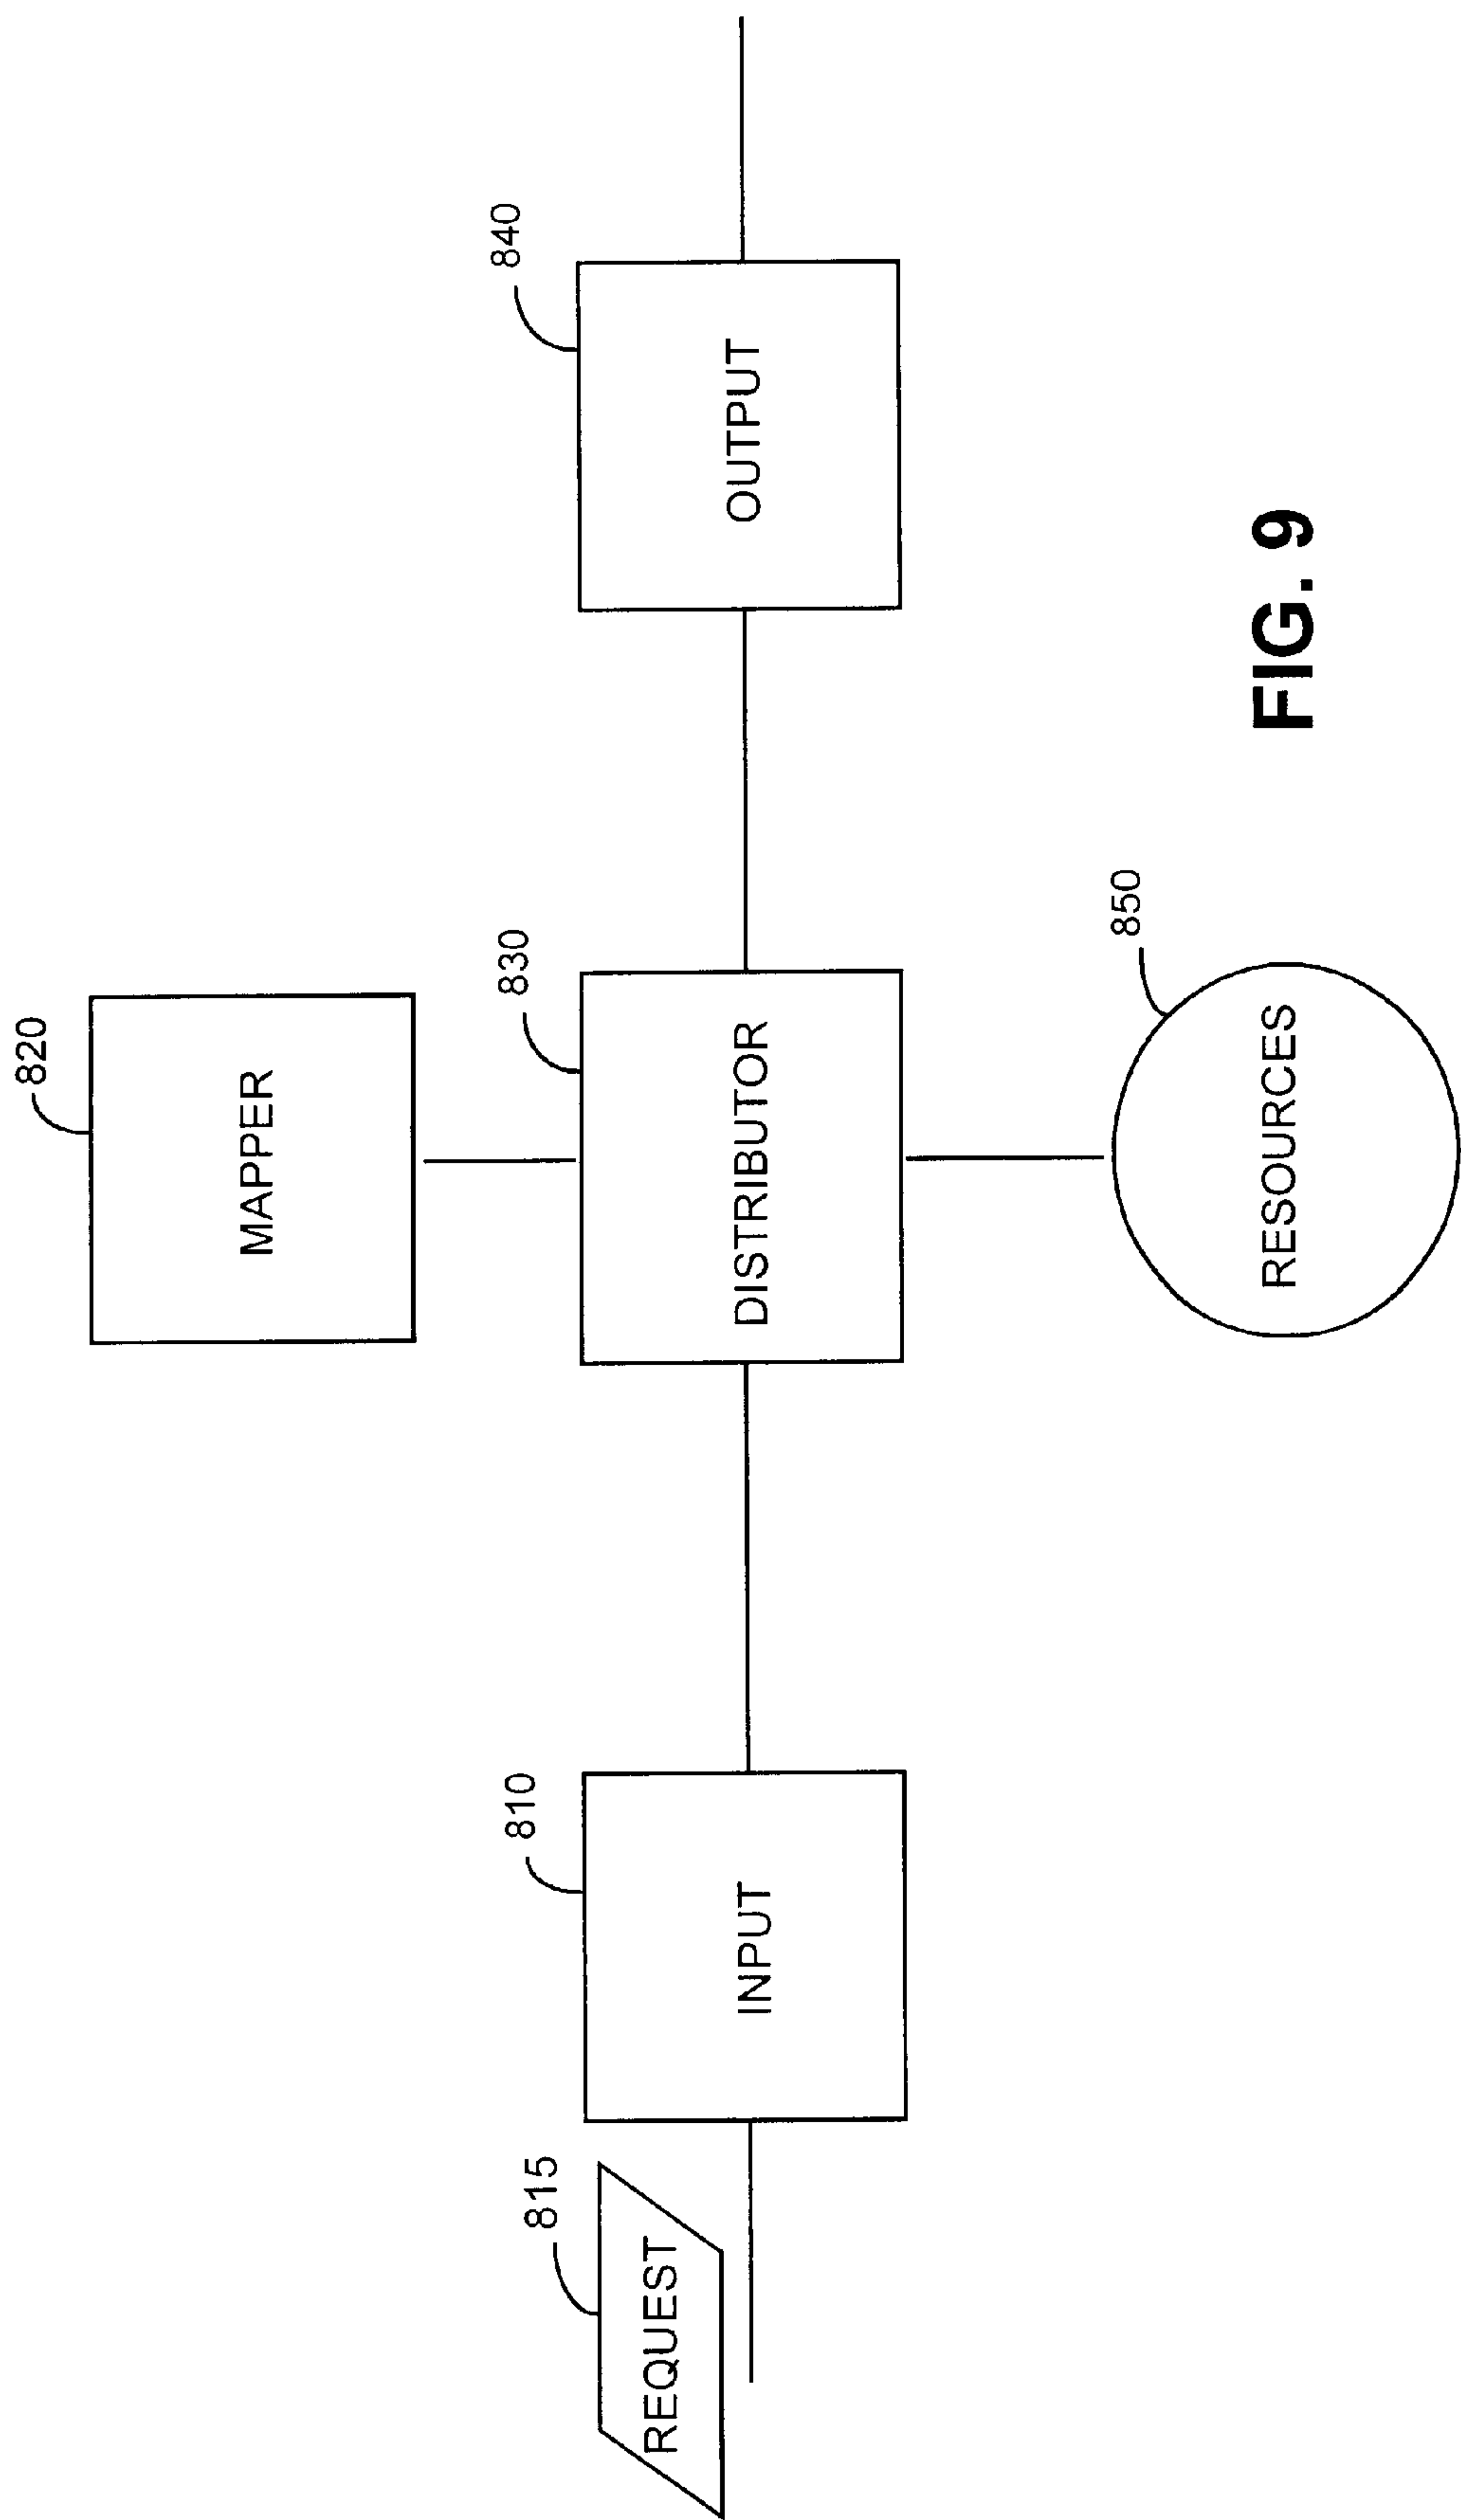 820
MAPPER
815
REQUEST
810
INPUT
830
DISTRIBUTOR
840
OUTPUT
850
RESOURCES
FIG. 9